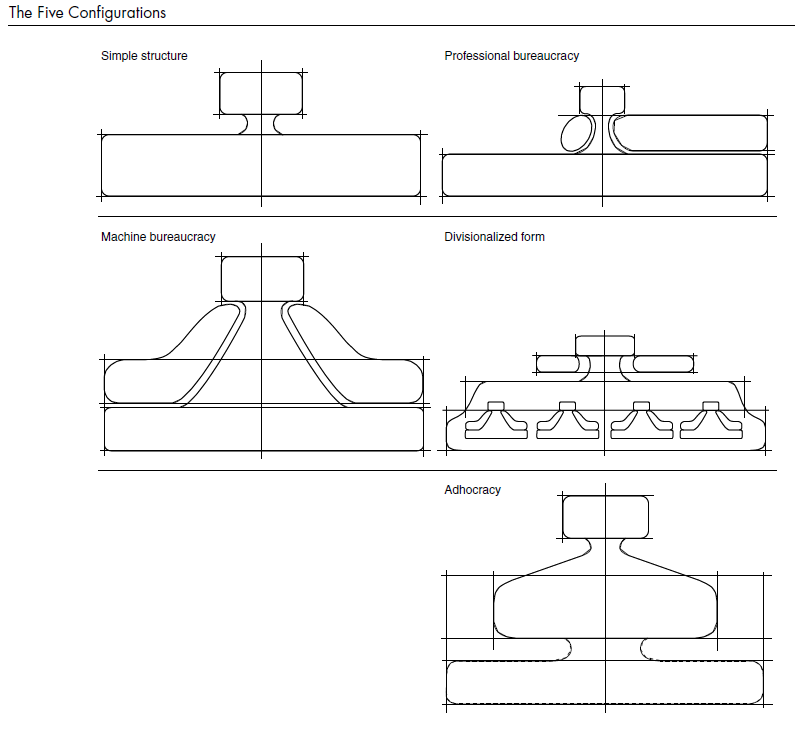 The Five Configurations
Simple structure
Professional bureaucracy
Machine bureaucracy
Divisionalized form
Adhocracy